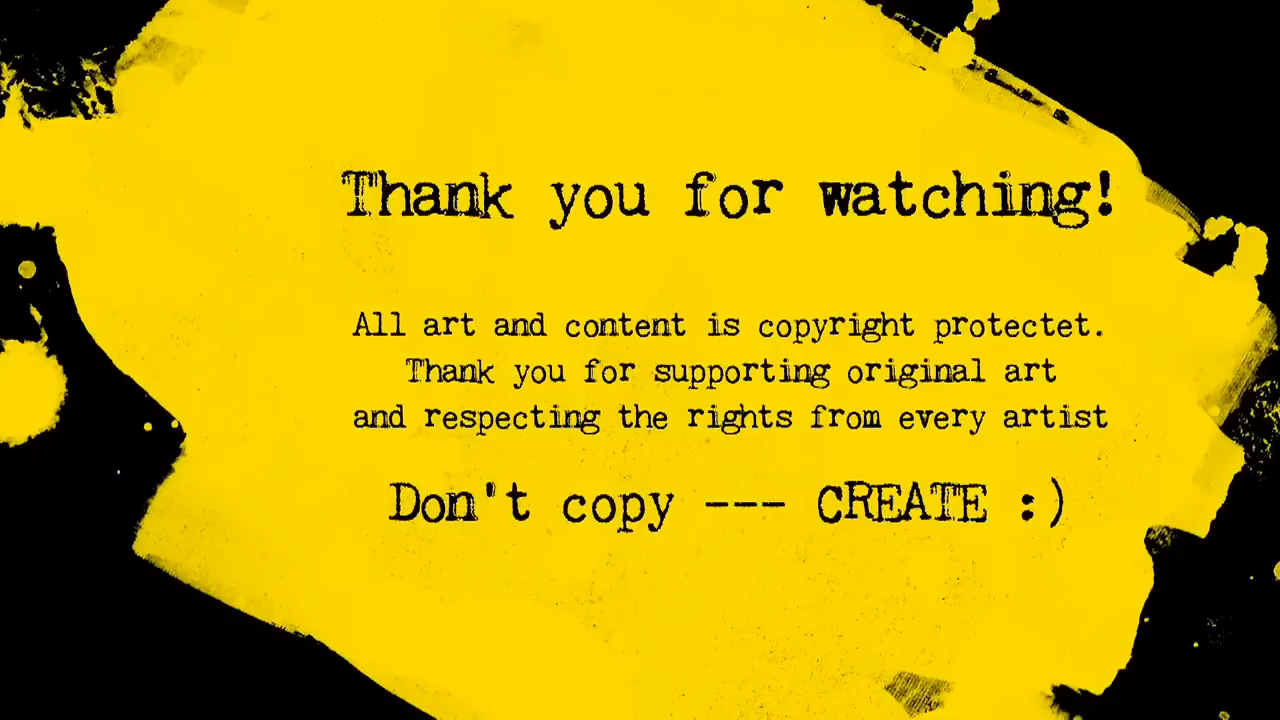 Thank you for watching!
All art and content is copyright protectet.
Thank you for supporting original art
and respecting the rights from every artist
Don't copy --- CREATE :)